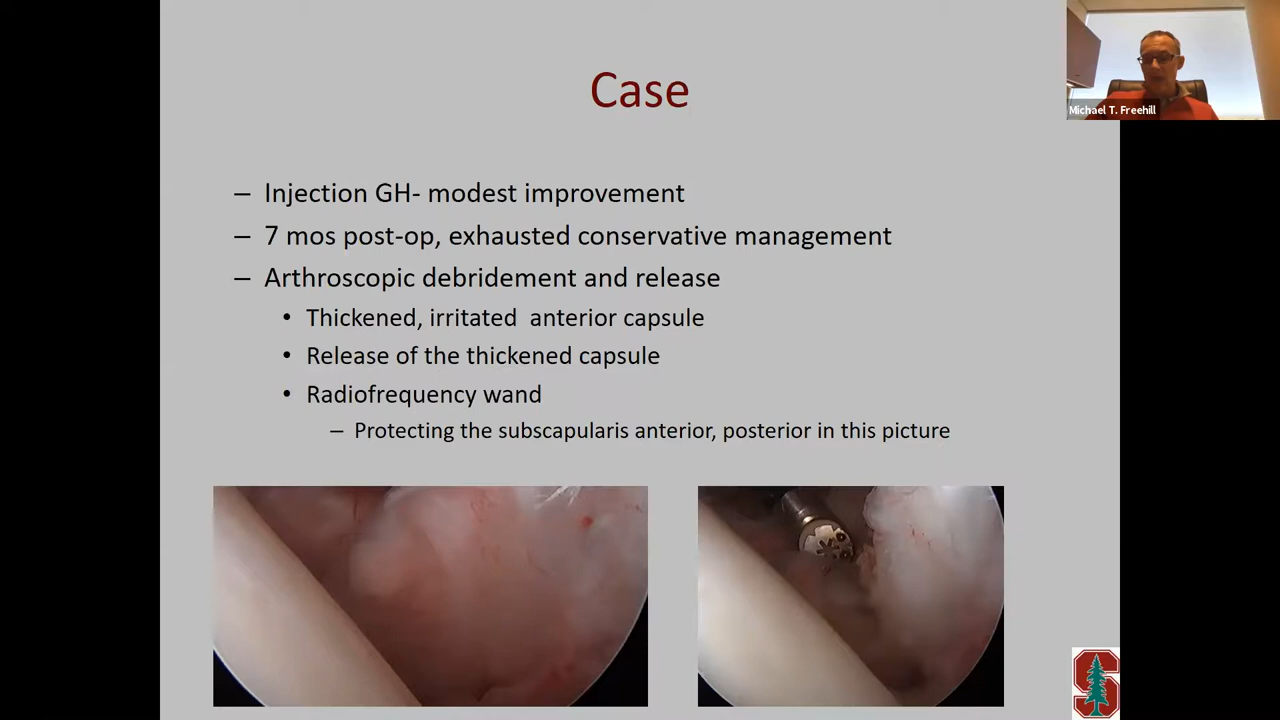 Case
Michael T. Freehill
– Injection GH- modest improvement
– 7 mos post-op, exhausted conservative management
– Arthroscopic debridement and release
• Thickened, irritated anterior capsule
• Release of the thickened capsule
• Radiofrequency wand
– Protecting the subscapularis anterior, posterior in this picture
S